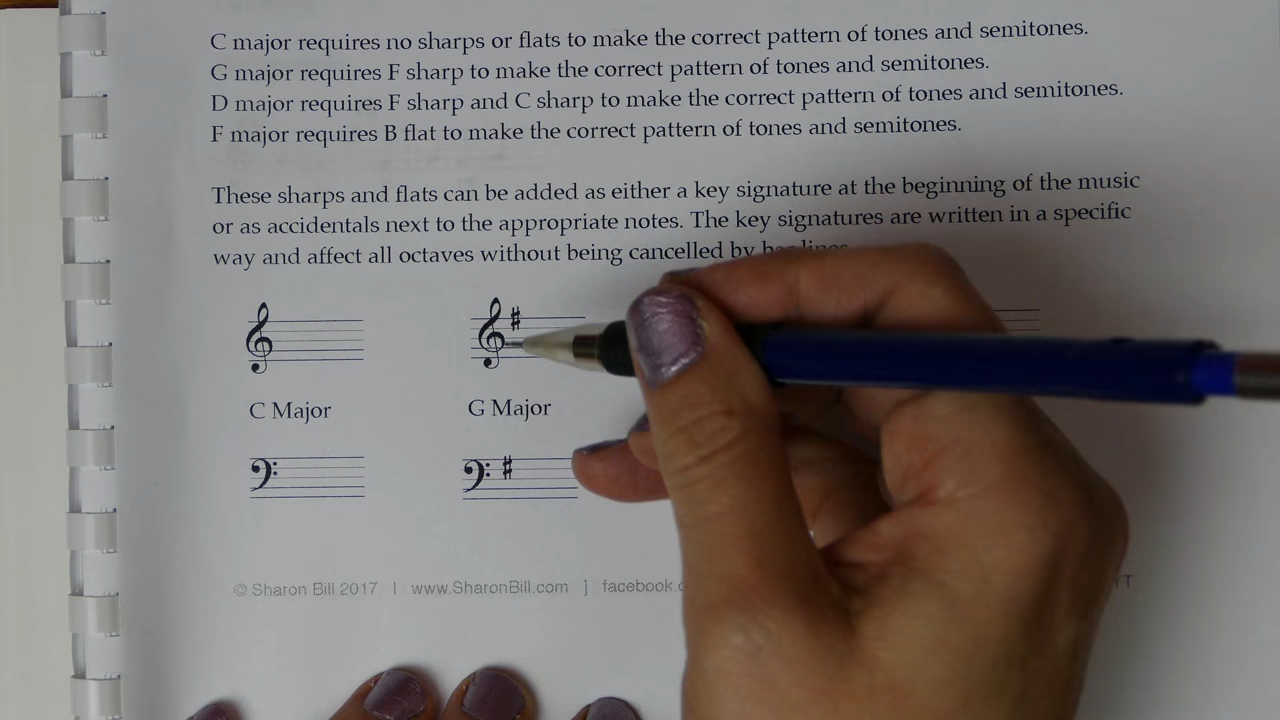 C major requires no sharps or flats to make the correct pattern of tones and semitones.
G major requires F sharp to make the correct pattern of tones and semitones.
D major requires F sharp and C sharp to make the correct pattern of tones and semitones.
F major requires B flat to make the correct pattern of tones and semitones.
These sharps and flats can be added as either a key signature at the beginning of the music
or as accidentals next to the appropriate notes. The key signatures are written in a specific
way and affect all octaves without being cancelled by
C Major
G Major
© Sharon Bill 2017 | www.SharonBill.com ]